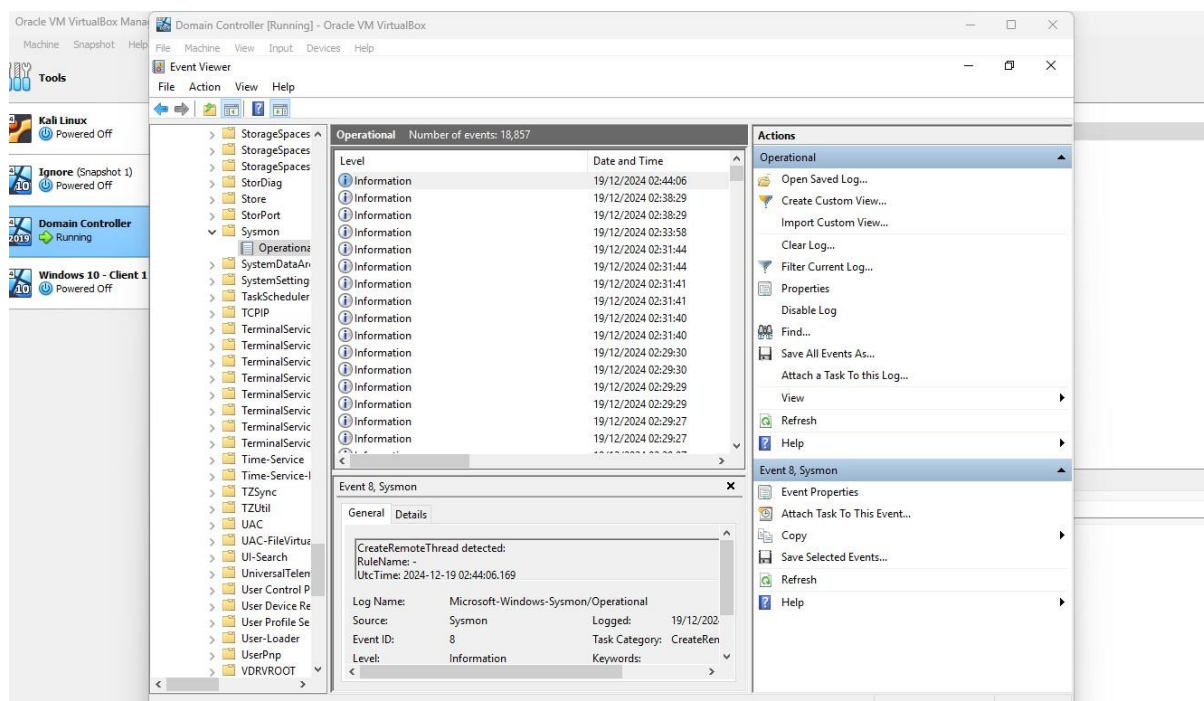 Oracle VM VirtualBox Mana
Machine Snapshot Help
Tools
Kali Linux
Powered Off
Ignore (Snapshot 1)
Powered Off
Domain Controller
Running
Windows 10 - Client 1
Powered Off
Domain Controller [Running] - Oracle VM VirtualBox
File Machine View Input Devices Help
Event Viewer
File Action View Help
StorageSpaces
StorageSpaces
StorageSpaces
StorDiag
Store
StorPort
Sysmon
Operationa
SystemDataAr
SystemSetting
TaskScheduler
TCPIP
TerminalServic
TerminalServic
TerminalServic
TerminalServic
TerminalServic
TerminalServic
TerminalServic
TerminalServic
Time-Service
Time-Service-
TZSync
TZUtil
UAC
UAC-FileVirtua
UI-Search
UniversalTelem
User Control P
User Device Re
User Profile Se
User-Loader
UserPnp
VDRVROOT
Operational Number of events: 18,857
Level Date and Time
Information 19/12/2024 02:44:06
Information 19/12/2024 02:38:29
Information 19/12/2024 02:38:29
Information 19/12/2024 02:33:58
Information 19/12/2024 02:31:44
Information 19/12/2024 02:31:44
Information 19/12/2024 02:31:41
Information 19/12/2024 02:31:41
Information 19/12/2024 02:31:40
Information 19/12/2024 02:31:40
Information 19/12/2024 02:29:30
Information 19/12/2024 02:29:30
Information 19/12/2024 02:29:29
Information 19/12/2024 02:29:29
Information 19/12/2024 02:29:27
Information 19/12/2024 02:29:27
Event 8, Sysmon
General Details
CreateRemoteThread detected:
RuleName: -
UtcTime: 2024-12-19 02:44:06.169
Log Name: Microsoft-Windows-Sysmon/Operational
Source: Sysmon Logged: 19/12/202
Event ID: 8 Task Category: CreateRen
Level: Information Keywords:
Actions
Operational
Open Saved Log...
Create Custom View...
Import Custom View...
Clear Log...
Filter Current Log...
Properties
Disable Log
Find...
Save All Events As...
Attach a Task To this Log...
View
Refresh
Help
Event 8, Sysmon
Event Properties
Attach Task To This Event...
Copy
Save Selected Events...
Refresh
Help